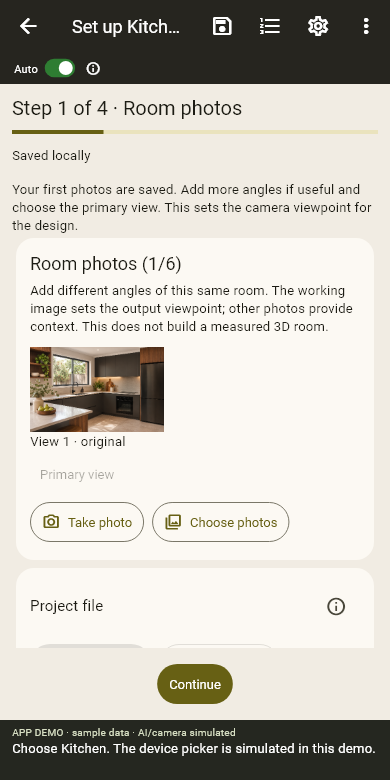 Set up Kitch...
Auto
Step 1 of 4 · Room photos
Saved locally
Your first photos are saved. Add more angles if useful and
choose the primary view. This sets the camera viewpoint for
the design.
Room photos (1/6)
Add different angles of this same room. The working
image sets the output viewpoint; other photos provide
context. This does not build a measured 3D room.
View 1 · original
Primary view
Take photo
Choose photos
Project file
Continue
APP DEMO · sample data · AI/camera simulated
Choose Kitchen. The device picker is simulated in this demo.